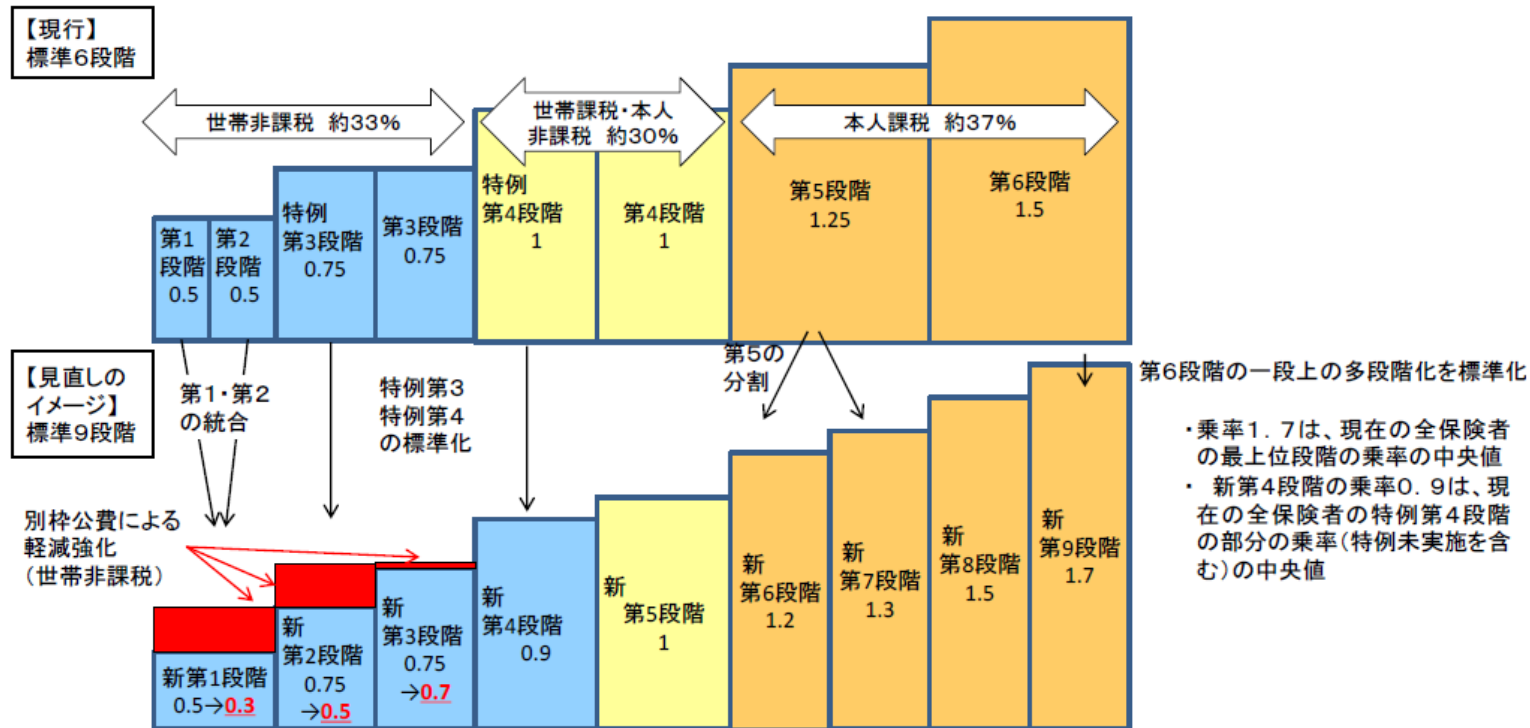 【現行】
標準6段階
世帯非課税 約33%
世帯課税・本人
非課税 約30%
本人課税 約37%
第1
段階
0.5
第2
段階
0.5
特例
第3段階
0.75
第3段階
0.75
特例
第4段階
1
第4段階
1
第5段階
1.25
第6段階
1.5
【見直しの
イメージ】
標準9段階
第1・第2
の統合
特例第3
特例第4
の標準化
第5の
分割
第6段階の一段上の多段階化を標準化
・乗率1.7は、現在の全保険者
の最上位段階の乗率の中央値
・ 新第4段階の乗率0.9は、現
在の全保険者の特例第4段階
の部分の乗率(特例未実施を含
む)の中央値
別枠公費による
軽減強化
(世帯非課税)
新第1段階
0.5→0.3
新
第2段階
0.75
→0.5
新
第3段階
0.75
→0.7
新
第4段階
0.9
新
第5段階
1
新
第6段階
1.2
新
第7段階
1.3
新
第8段階
1.5
新
第9段階
1.7